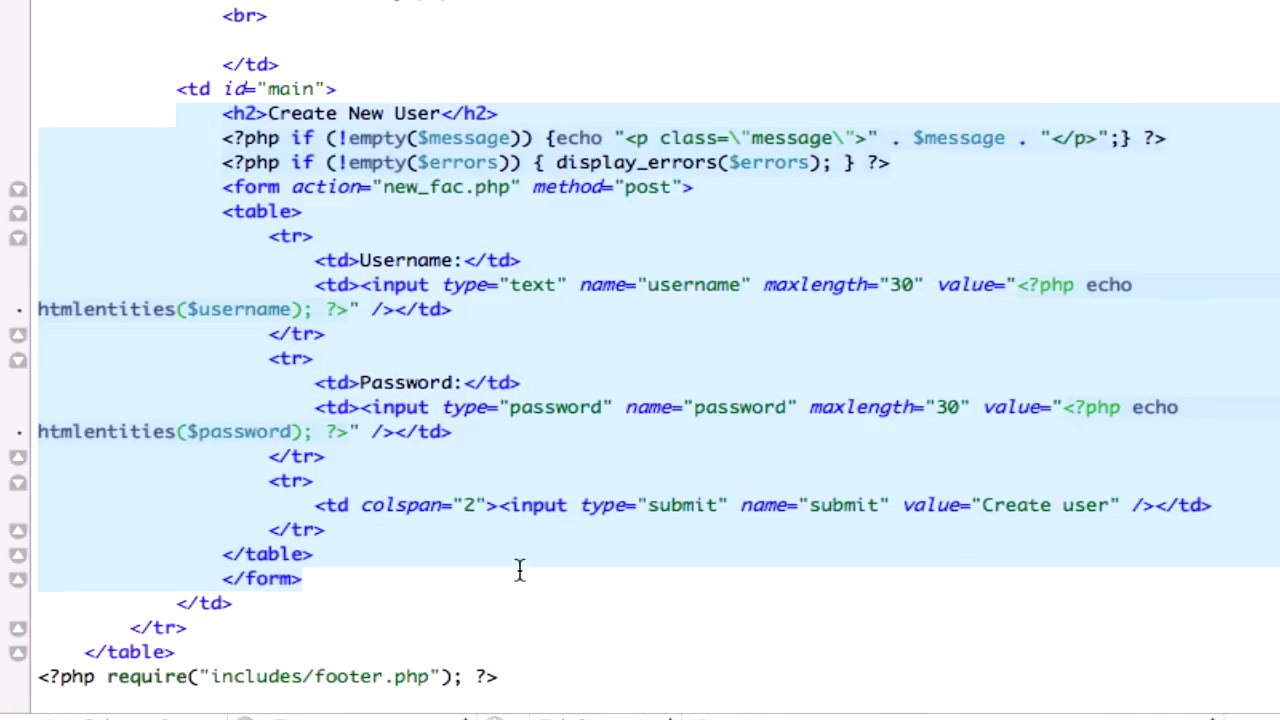 <br>
</td>
<td id="main">
<h2>Create New User</h2>
<?php if (!empty($message)) {echo "<p class=\"message\">" . $message . "</p>";} ?>
<?php if (!empty($errors)) { display_errors($errors); } ?>
<form action="new_fac.php" method="post">
<table>
<tr>
<td>Username:</td>
<td><input type="text" name="username" maxlength="30" value="<?php echo
htmlentities($username); ?>" /></td>
</tr>
<tr>
<td>Password:</td>
<td><input type="password" name="password" maxlength="30" value="<?php echo
htmlentities($password); ?>" /></td>
</tr>
<tr>
<td colspan="2"><input type="submit" name="submit" value="Create user" /></td>
</tr>
</table>
</form>
</td>
</tr>
</table>
<?php require("includes/footer.php"); ?>